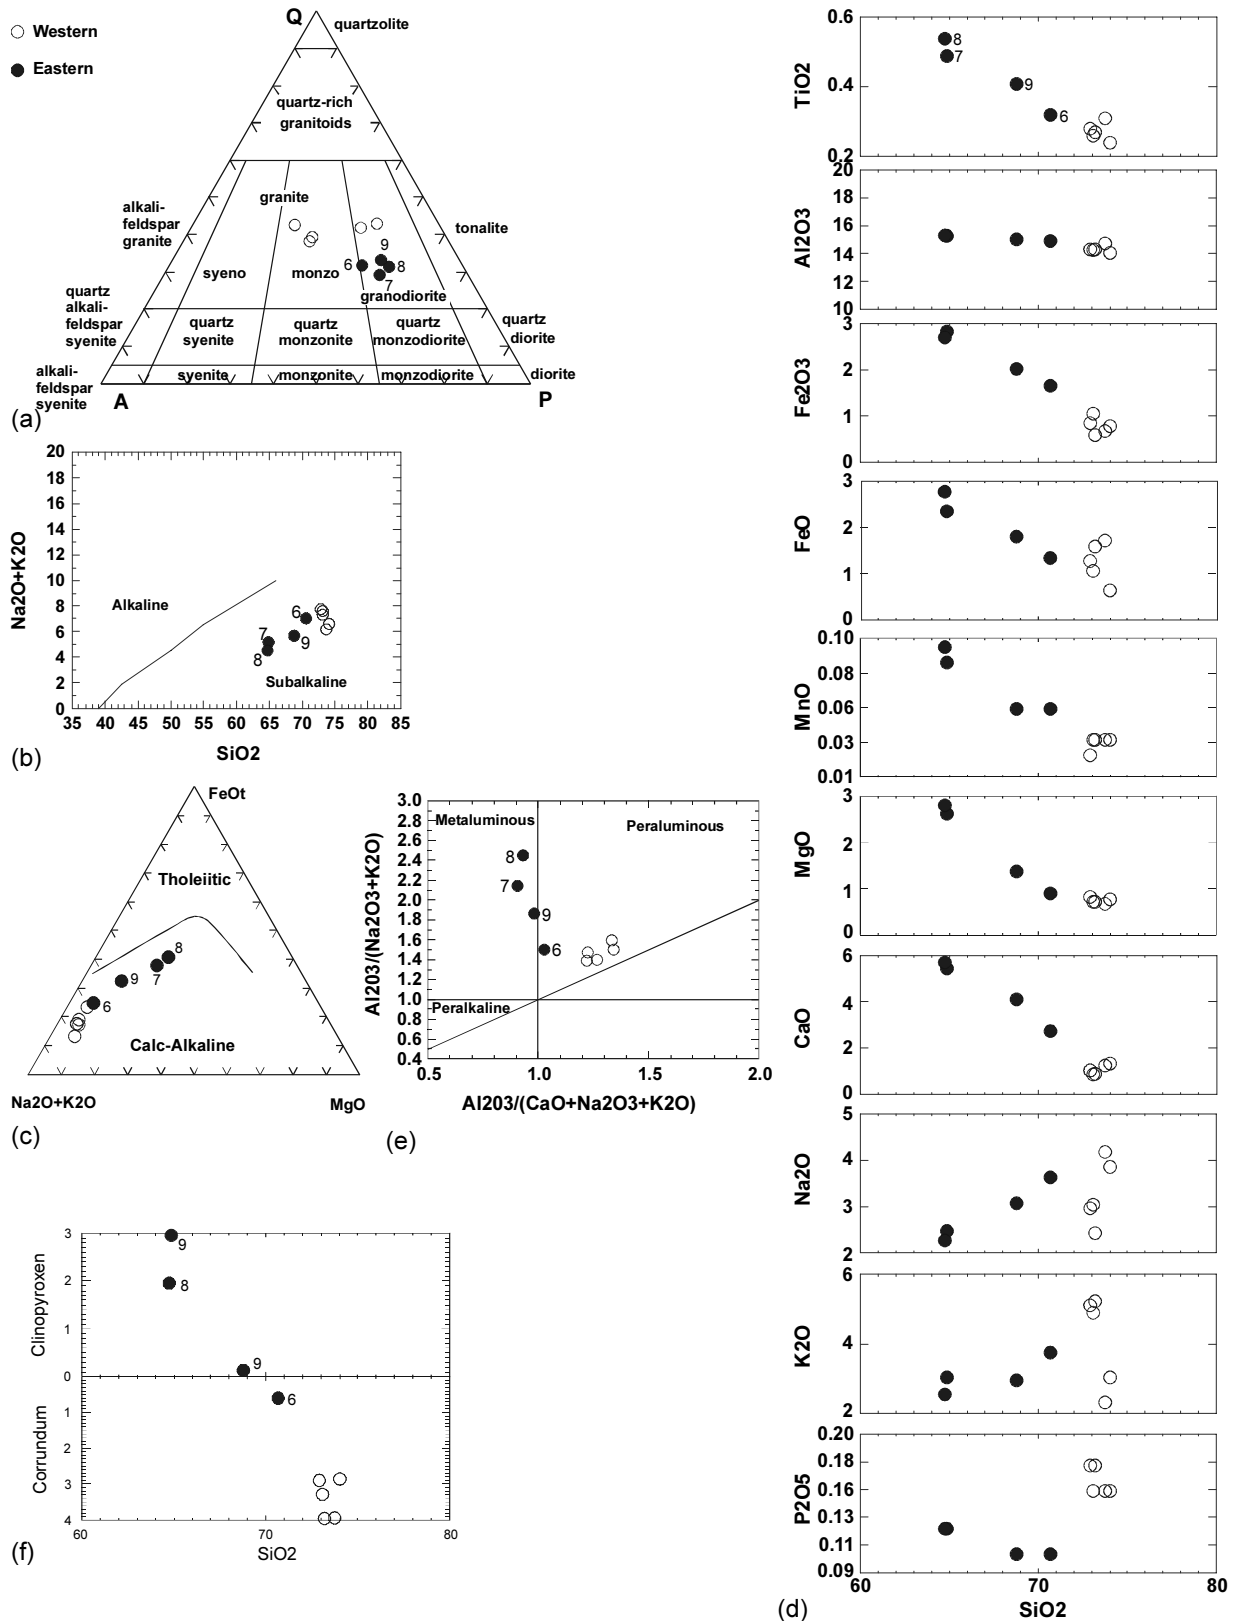 Western
Eastern
Q
quartzolite
quartz-rich
granitoids
granite
alkali-
feldspar
granite
tonalite
9
6
8
7
syeno
monzo
granodiorite
quartz
alkali-
feldspar
syenite
quartz
syenite
quartz
monzonite
quartz
monzodiorite
quartz
diorite
alkali-
feldspar
syenite
syenite
monzonite
monzodiorite
diorite
A
P
(a)
Na2O+K2O
20
18
16
14
12
10
8
6
4
2
0
Alkaline
Subalkaline
6
7
9
8
35 40 45 50 55 60 65 70 75 80 85
SiO2
(b)
FeOt
Tholeiitic
8
9
7
6
Calc-Alkaline
Na2O+K2O
MgO
(c)
Al203/(Na2O3+K2O)
3.0
2.8
2.6
2.4
2.2
2.0
1.8
1.6
1.4
1.2
1.0
0.8
0.6
0.4
Metaluminous
Peraluminous
Peralkaline
8
7
9
6
0.5 1.0 1.5 2.0
Al203/(CaO+Na2O3+K2O)
(e)
Clinopyroxen
3
2
1
0
Corrundum
1
2
3
4
9
8
9
6
60 70 80
SiO2
(f)
TiO2
0.6
0.4
0.2
8
7
9
6
Al2O3
20
18
16
14
12
10
Fe2O3
3
2
1
0
FeO
3
2
1
0
MnO
0.10
0.08
0.06
0.03
0.01
MgO
3
2
1
0
CaO
6
4
2
0
Na2O
5
4
3
2
K2O
6
4
2
P2O5
0.20
0.18
0.16
0.13
0.11
0.09
60 70 80
SiO2
(d)